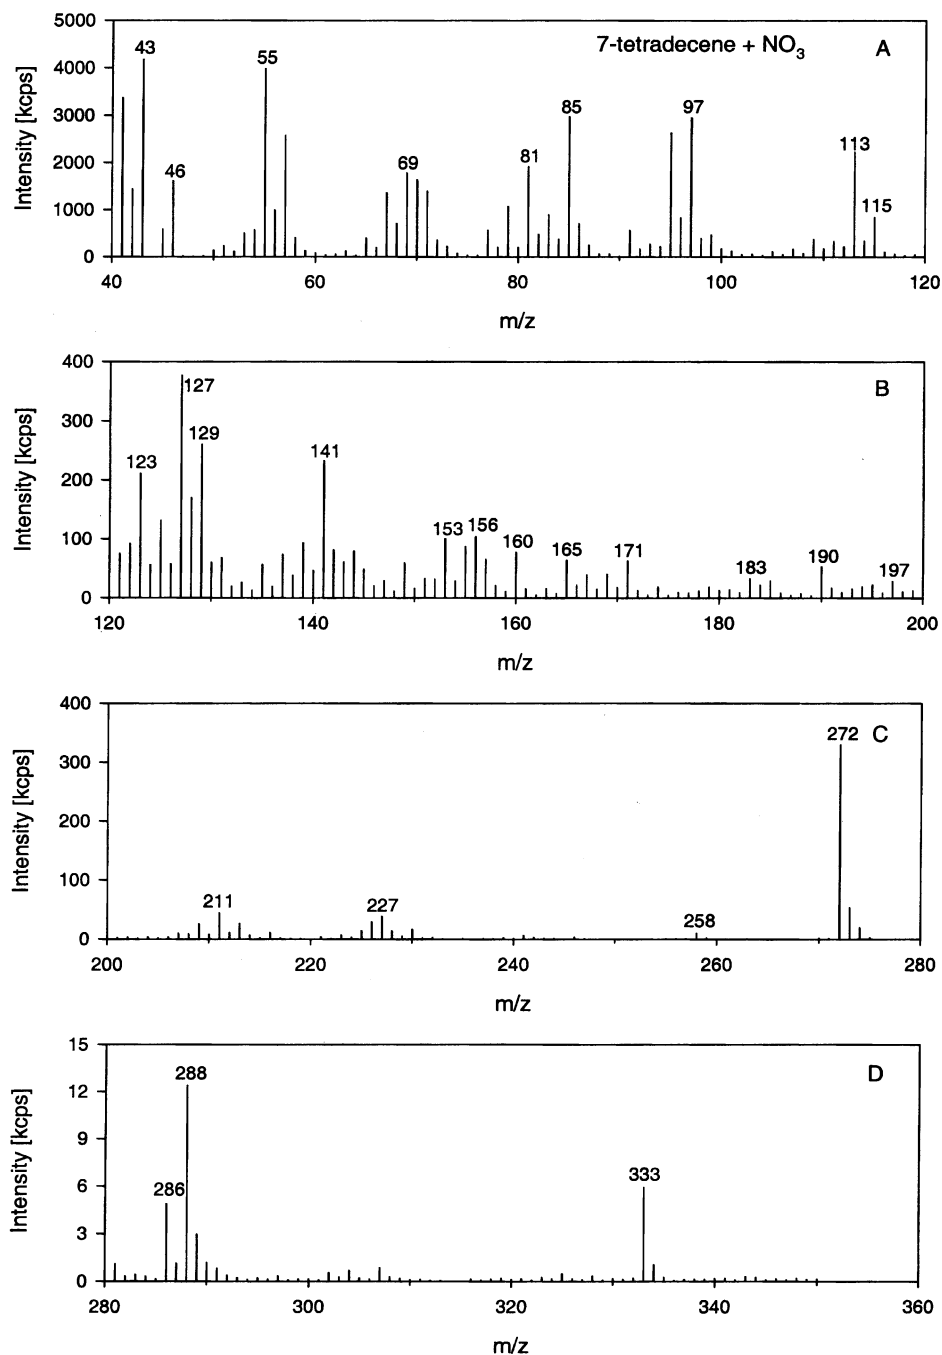 5000
4000
3000
2000
1000
0
Intensity [kcps]
7-tetradecene + NO3
A
43
46
55
69
81
85
97
113
115
40 60 80 100 120
m/z
400
300
200
100
0
Intensity [kcps]
B
123
127
129
141
153
156
160
165
171
183
190
197
120 140 160 180 200
m/z
400
300
200
100
0
Intensity [kcps]
C
211
227
258
272
200 220 240 260 280
m/z
15
12
9
6
3
0
Intensity [kcps]
D
286
288
333
280 300 320 340 360
m/z